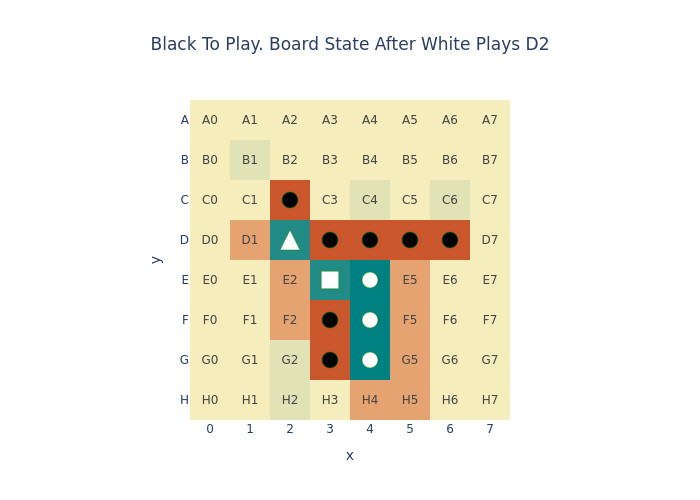 Black To Play. Board State After White Plays D2
A A0 A1 A2 A3 A4 A5 A6 A7
B B0 B1 B2 B3 B4 B5 B6 B7
C C0 C1 C3 C4 C5 C6 C7
D D0 D1 D7
E E0 E1 E2 E5 E6 E7
F F0 F1 F2 F5 F6 F7
G G0 G1 G2 G5 G6 G7
H H0 H1 H2 H3 H4 H5 H6 H7
0 1 2 3 4 5 6 7
x
y